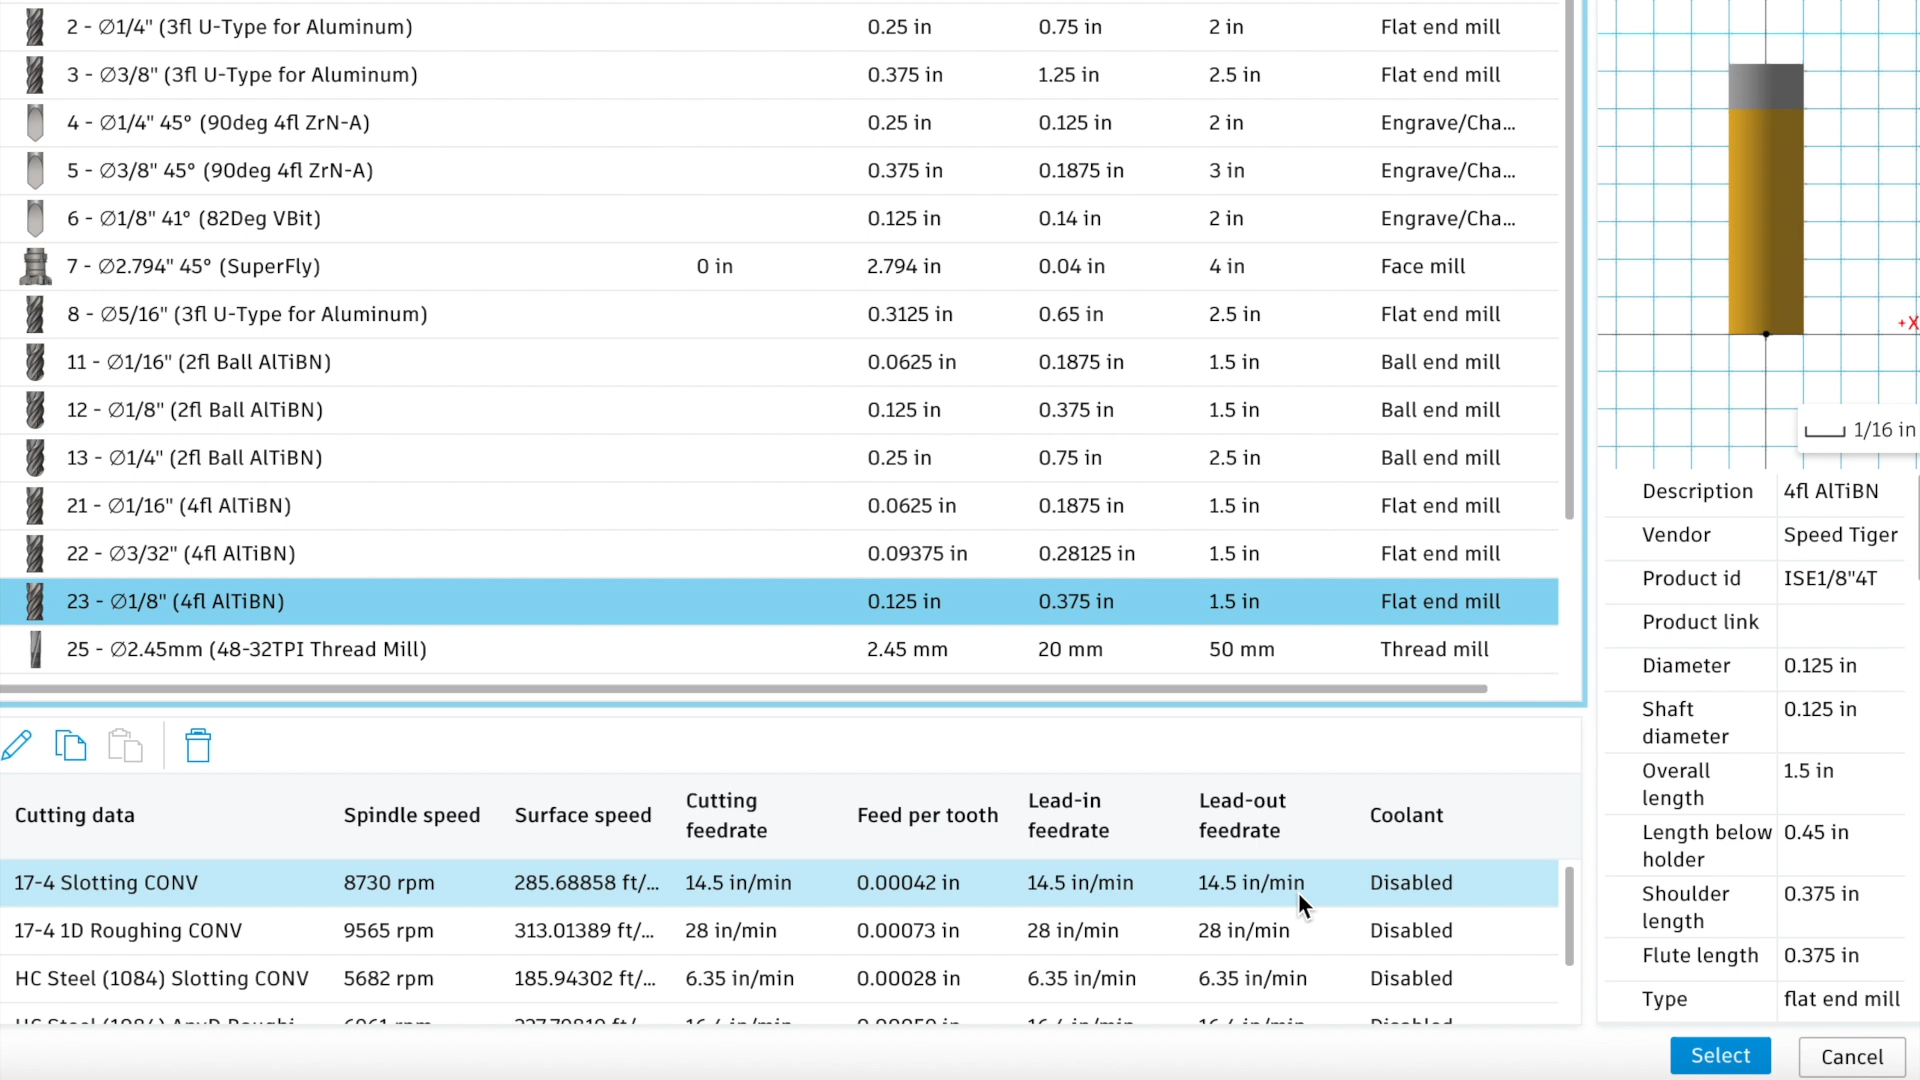 2 - ∅1/4" (3fl U-Type for Aluminum) 0.25 in 0.75 in 2 in Flat end mill
3 - ∅3/8" (3fl U-Type for Aluminum) 0.375 in 1.25 in 2.5 in Flat end mill
4 - ∅1/4" 45° (90deg 4fl ZrN-A) 0.25 in 0.125 in 2 in Engrave/Cha...
5 - ∅3/8" 45° (90deg 4fl ZrN-A) 0.375 in 0.1875 in 3 in Engrave/Cha...
6 - ∅1/8" 41° (82Deg VBit) 0.125 in 0.14 in 2 in Engrave/Cha...
7 - ∅2.794" 45° (SuperFly) 0 in 2.794 in 0.04 in 4 in Face mill
8 - ∅5/16" (3fl U-Type for Aluminum) 0.3125 in 0.65 in 2.5 in Flat end mill
11 - ∅1/16" (2fl Ball AlTiBN) 0.0625 in 0.1875 in 1.5 in Ball end mill
12 - ∅1/8" (2fl Ball AlTiBN) 0.125 in 0.375 in 1.5 in Ball end mill
13 - ∅1/4" (2fl Ball AlTiBN) 0.25 in 0.75 in 2.5 in Ball end mill
21 - ∅1/16" (4fl AlTiBN) 0.0625 in 0.1875 in 1.5 in Flat end mill
22 - ∅3/32" (4fl AlTiBN) 0.09375 in 0.28125 in 1.5 in Flat end mill
23 - ∅1/8" (4fl AlTiBN) 0.125 in 0.375 in 1.5 in Flat end mill
25 - ∅2.45mm (48-32TPI Thread Mill) 2.45 mm 20 mm 50 mm Thread mill
Cutting data Spindle speed Surface speed Cutting feedrate Feed per tooth Lead-in feedrate Lead-out feedrate Coolant
17-4 Slotting CONV 8730 rpm 285.68858 ft/... 14.5 in/min 0.00042 in 14.5 in/min 14.5 in/min Disabled
17-4 1D Roughing CONV 9565 rpm 313.01389 ft/... 28 in/min 0.00073 in 28 in/min 28 in/min Disabled
HC Steel (1084) Slotting CONV 5682 rpm 185.94302 ft/... 6.35 in/min 0.00028 in 6.35 in/min 6.35 in/min Disabled
+X
1/16 in
Description 4fl AlTiBN
Vendor Speed Tiger
Product id ISE1/8"4T
Product link
Diameter 0.125 in
Shaft diameter 0.125 in
Overall length 1.5 in
Length below holder 0.45 in
Shoulder length 0.375 in
Flute length 0.375 in
Type flat end mill
Select Cancel